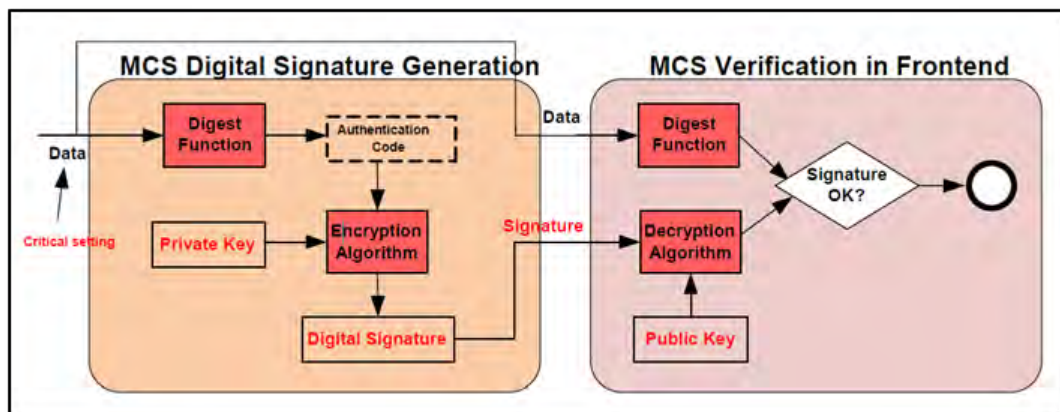 MCS Digital Signature Generation
MCS Verification in Frontend
Digest
Function
Authentication
Code
Data
Data
Critical setting
Private Key
Encryption
Algorithm
Digital Signature
Signature
Digest
Function
Decryption
Algorithm
Public Key
Signature
OK?